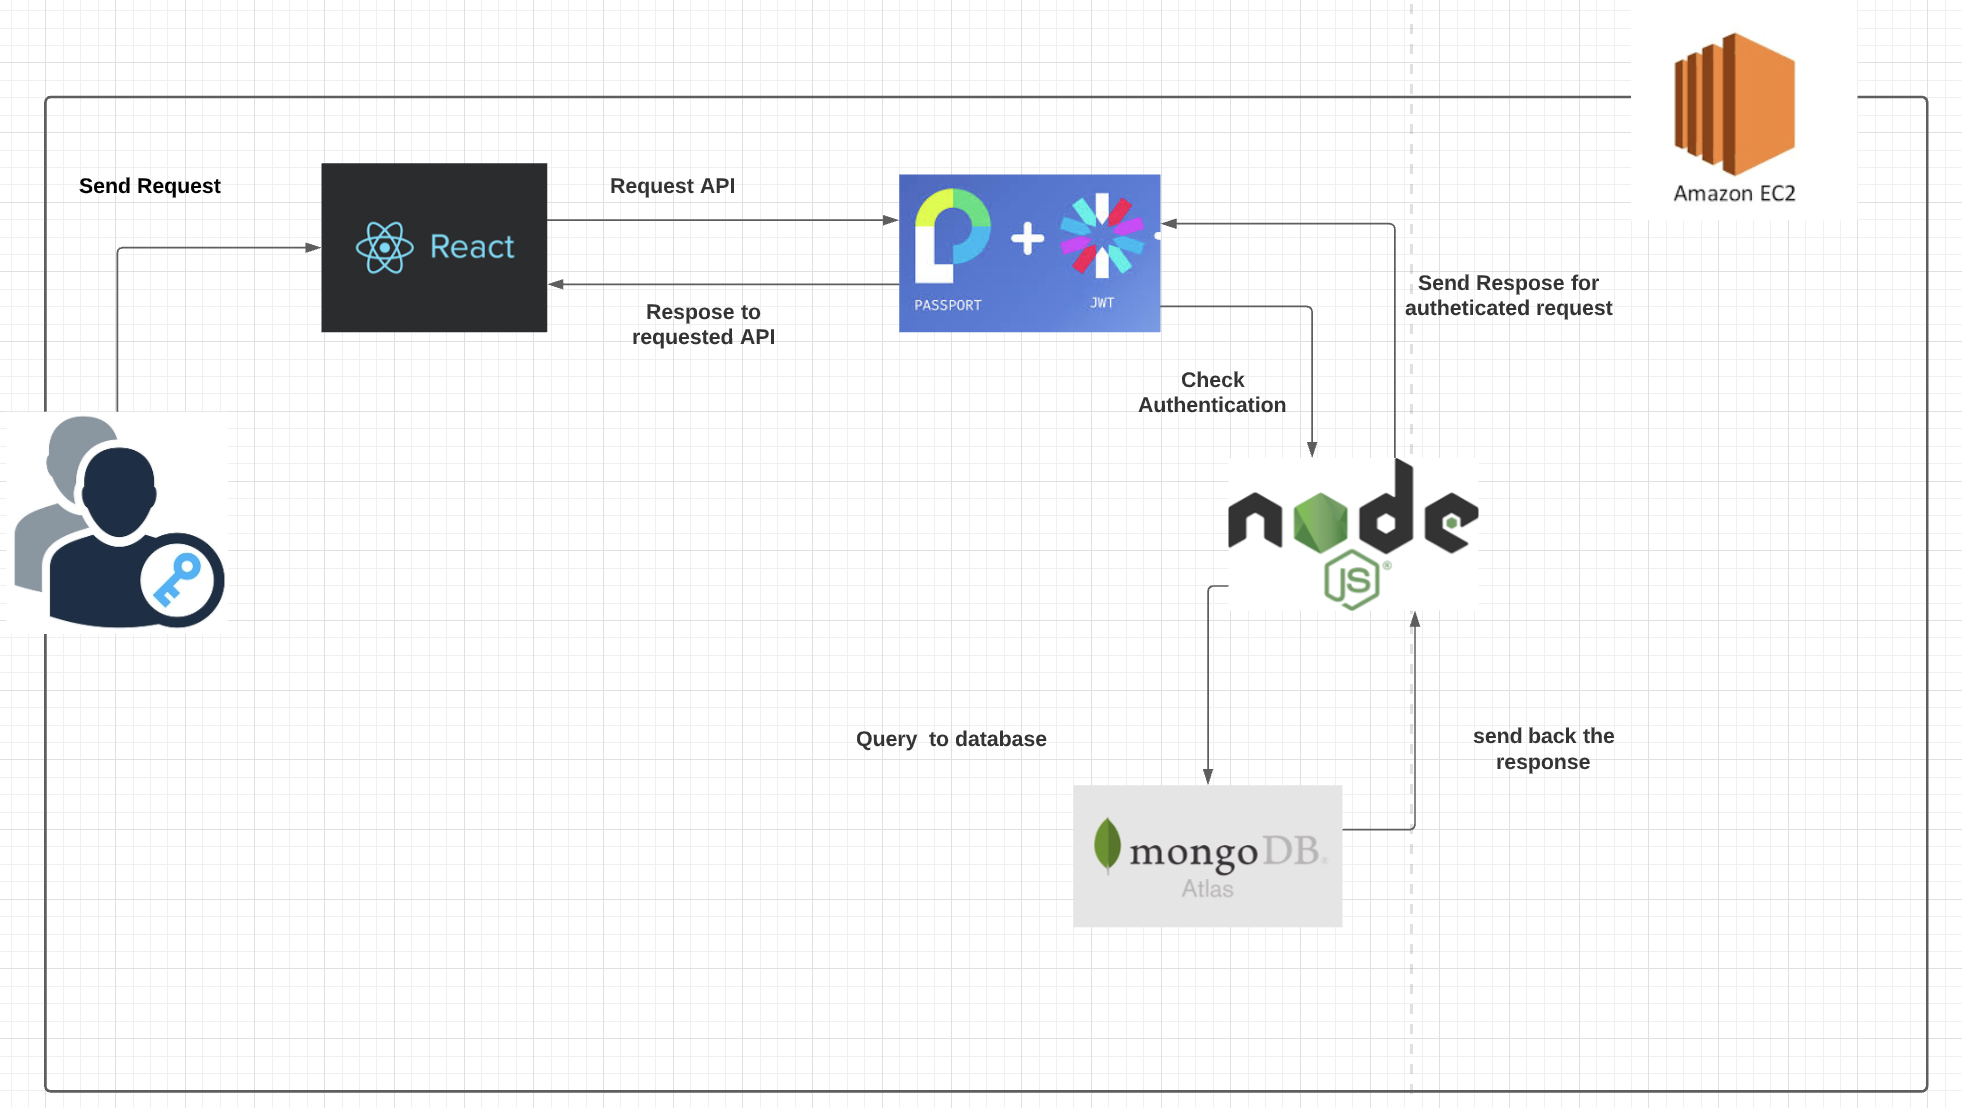 Amazon EC2
Send Request
React
Request API
Respose to
requested API
PASSPORT
JWT
Send Respose for
autheticated request
Check
Authentication
node
JS
Query  to database
send back the
response
mongoDB
Atlas